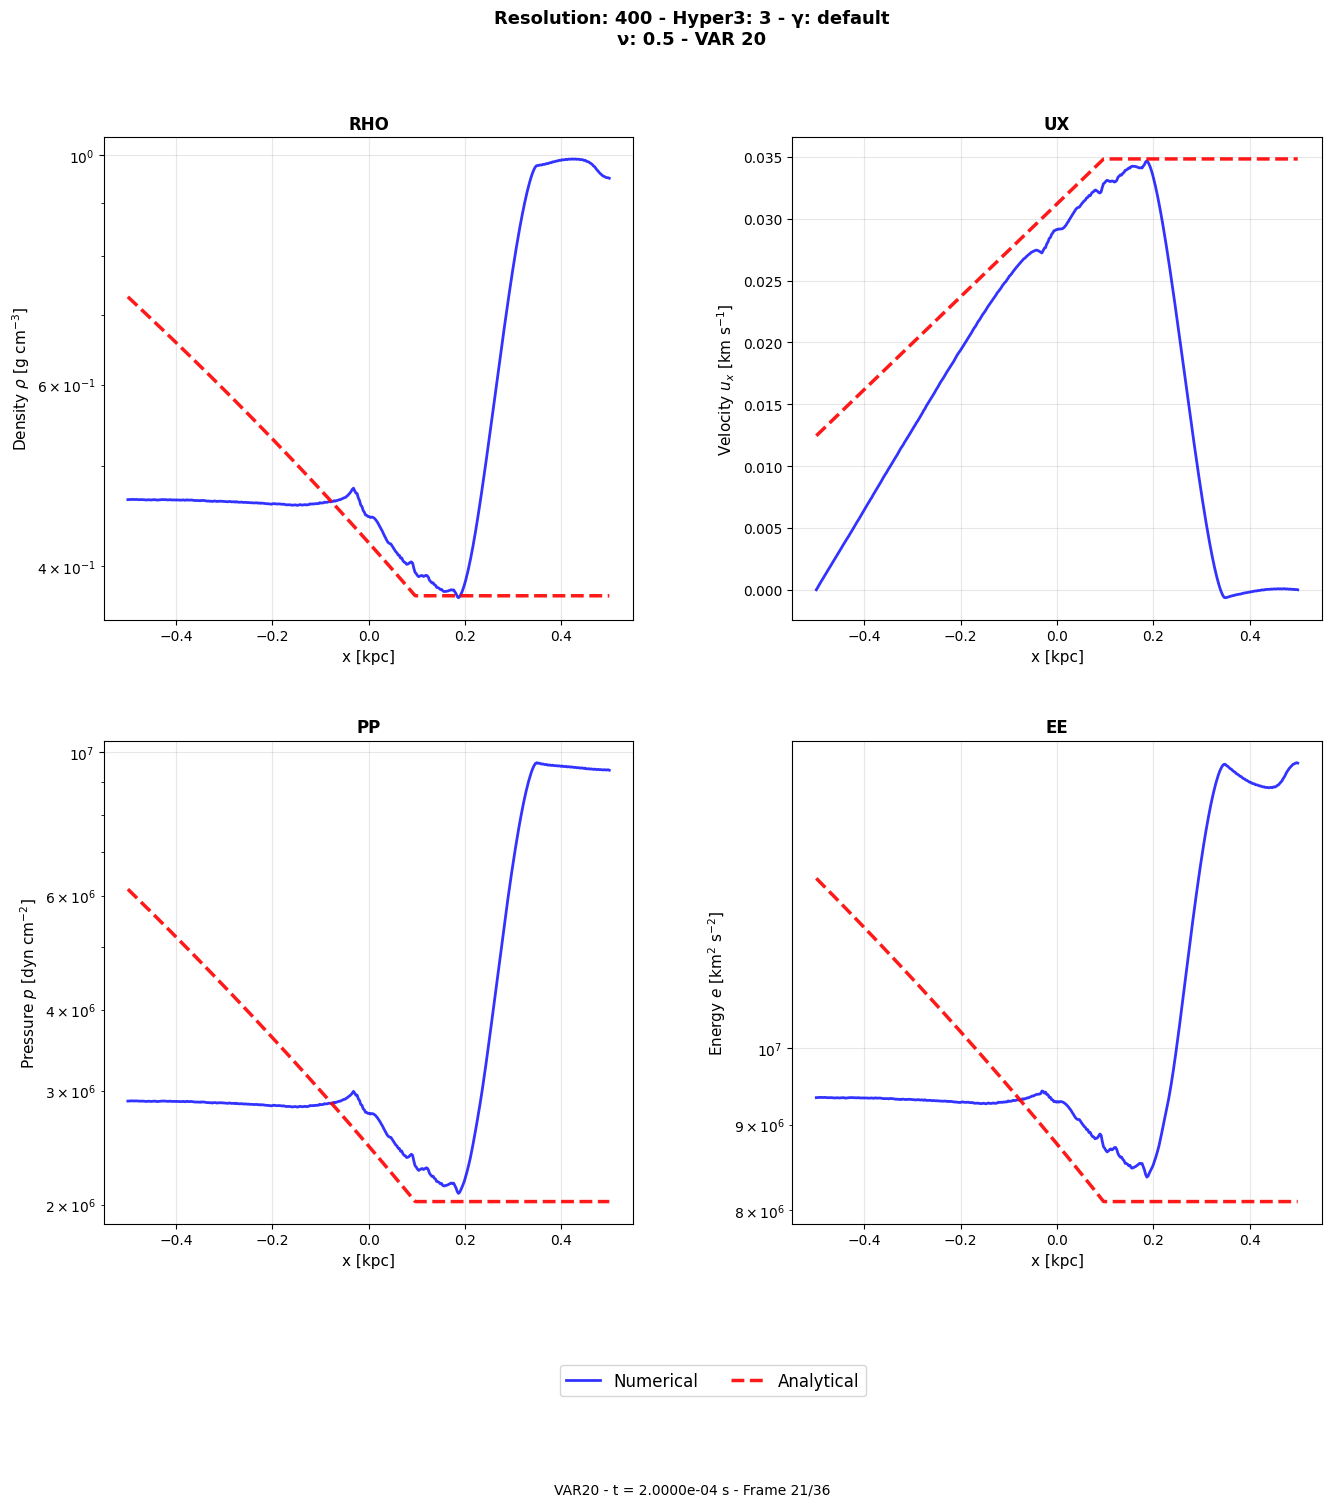 Resolution: 400 - Hyper3: 3 - γ: default
ν: 0.5 - VAR 20
RHO
Density ρ [g cm⁻³]
10⁰
6 × 10⁻¹
4 × 10⁻¹
−0.4 −0.2 0.0 0.2 0.4
x [kpc]
UX
Velocity uₓ [km s⁻¹]
0.035
0.030
0.025
0.020
0.015
0.010
0.005
0.000
−0.4 −0.2 0.0 0.2 0.4
x [kpc]
PP
Pressure p [dyn cm⁻²]
10⁷
6 × 10⁶
4 × 10⁶
3 × 10⁶
2 × 10⁶
−0.4 −0.2 0.0 0.2 0.4
x [kpc]
EE
Energy e [km² s⁻²]
10⁷
9 × 10⁶
8 × 10⁶
−0.4 −0.2 0.0 0.2 0.4
x [kpc]
Numerical Analytical
VAR20 - t = 2.0000e-04 s - Frame 21/36